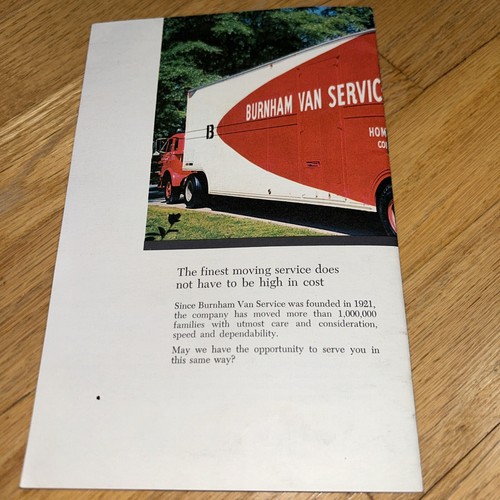 BURNHAM VAN SERVIC
B
HOM
CO
The finest moving service does
not have to be high in cost
Since Burnham Van Service was founded in 1921,
the company has moved more than 1,000,000
families with utmost care and consideration,
speed and dependability.
May we have the opportunity to serve you in
this same way?